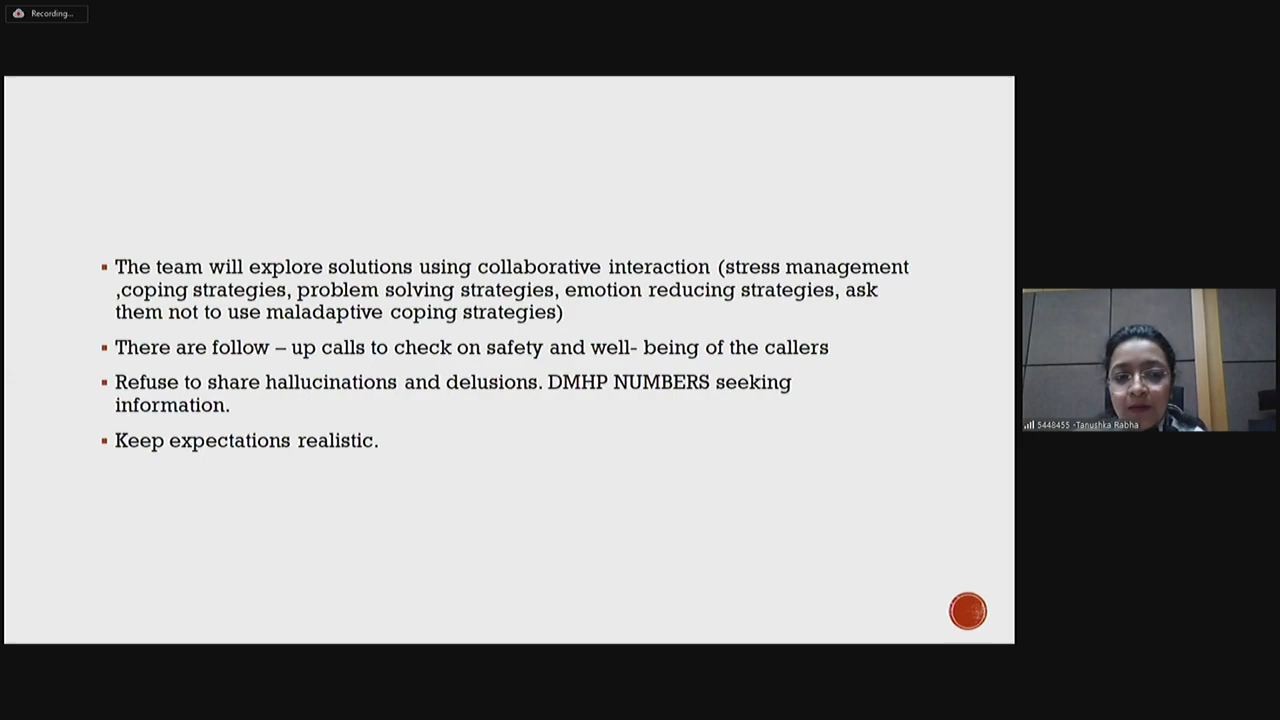 Recording...
▪ The team will explore solutions using collaborative interaction (stress management
,coping strategies, problem solving strategies, emotion reducing strategies, ask
them not to use maladaptive coping strategies)
▪ There are follow – up calls to check on safety and well- being of the callers
▪ Refuse to share hallucinations and delusions. DMHP NUMBERS seeking
information.
▪ Keep expectations realistic.
5448455 -Tanushka Rabha